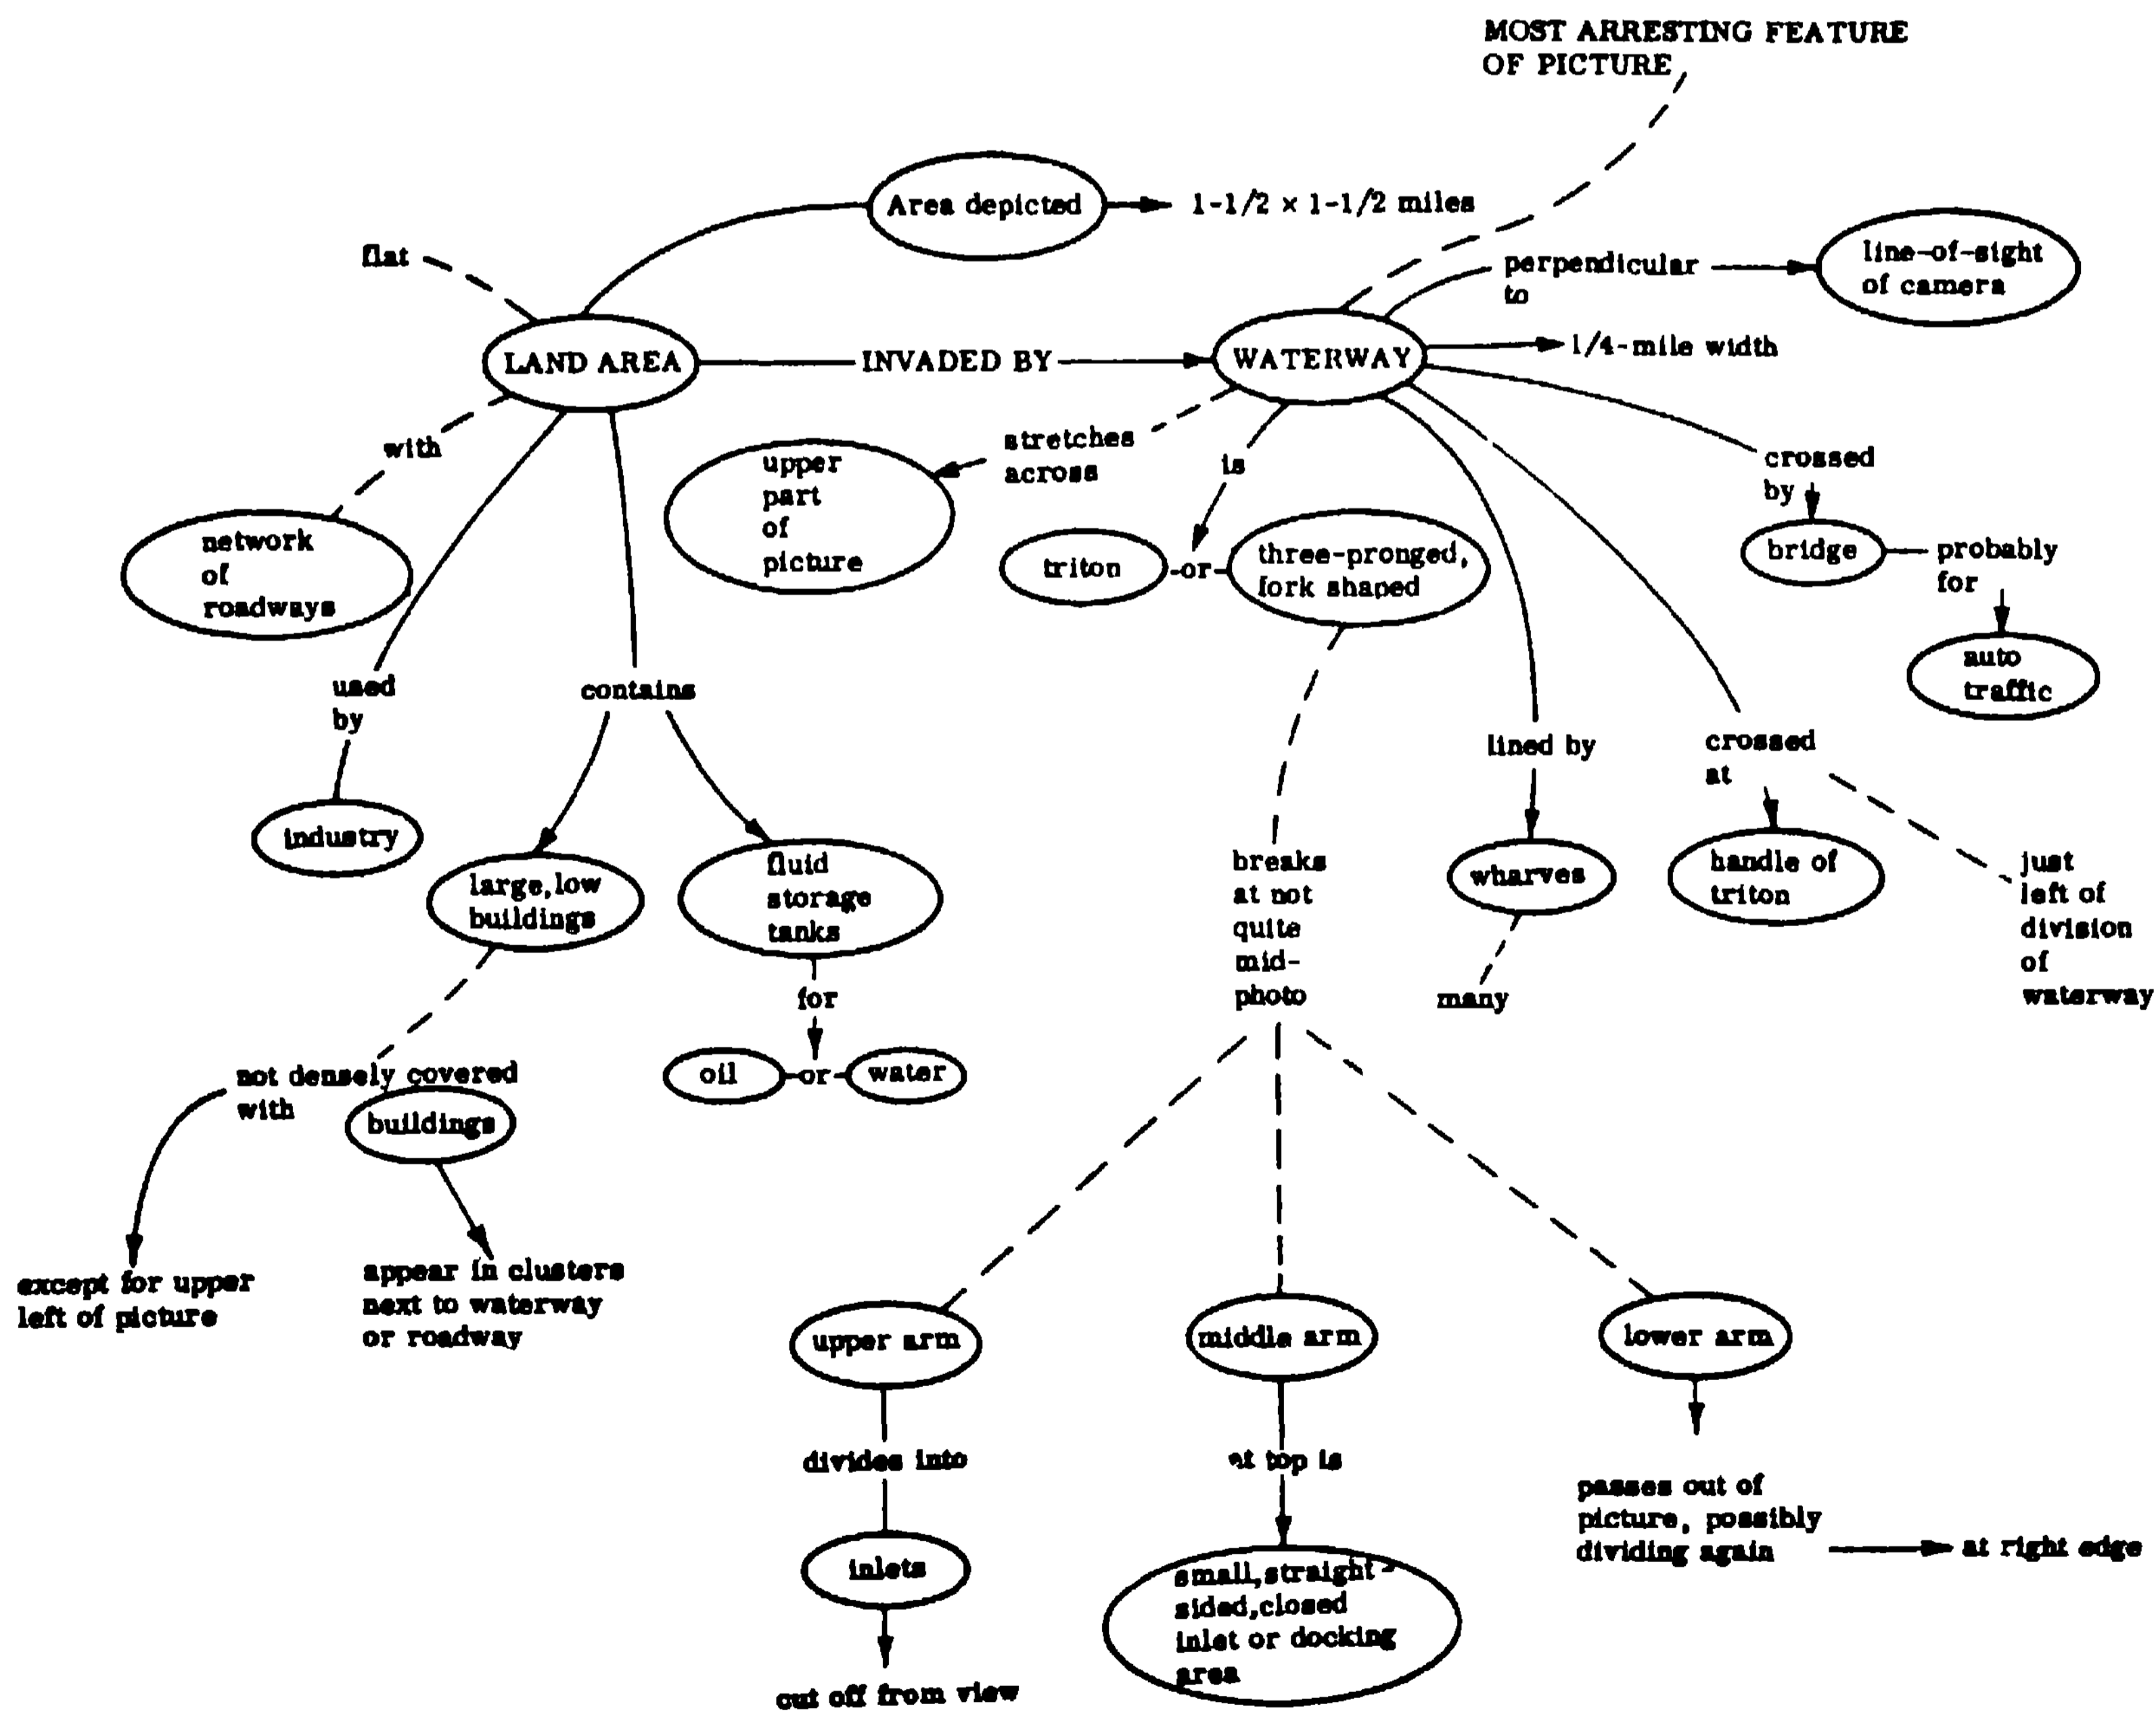 MOST ARRESTING FEATURE
OF PICTURE
Area depicted
1-1/2 × 1-1/2 miles
flat
perpendicular
to
line-of-sight
of camera
LAND AREA
INVADED BY
WATERWAY
1/4-mile width
with
stretches
across
is
crossed
by
upper
part
of
picture
network
of
roadways
triton
-or-
three-pronged,
fork shaped
bridge
probably
for
auto
traffic
used
by
contains
lined by
crossed
at
industry
large, low
buildings
fluid
storage
tanks
breaks
at not
quite
mid-
photo
wharves
handle of
triton
just
left of
division
of
waterway
many
for
oil
-or-
water
not densely covered
with
buildings
except for upper
left of picture
appear in clusters
next to waterway
or roadway
upper arm
middle arm
lower arm
divides into
at top is
passes out of
picture, possibly
dividing again
at right edge
inlets
small, straight-
sided, closed
inlet or docking
area
cut off from view